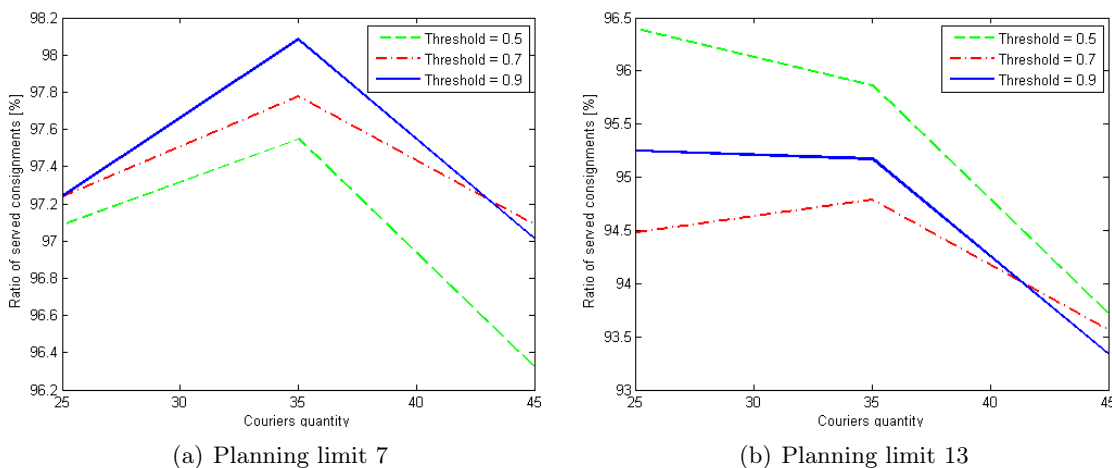 98.2
98
97.8
97.6
97.4
97.2
97
96.8
96.6
96.4
96.2
Ratio of served consignments [%]
25 30 35 40 45
Couriers quantity
Threshold = 0.5
Threshold = 0.7
Threshold = 0.9
(a) Planning limit 7
96.5
96
95.5
95
94.5
94
93.5
93
Ratio of served consignments [%]
25 30 35 40 45
Couriers quantity
Threshold = 0.5
Threshold = 0.7
Threshold = 0.9
(b) Planning limit 13